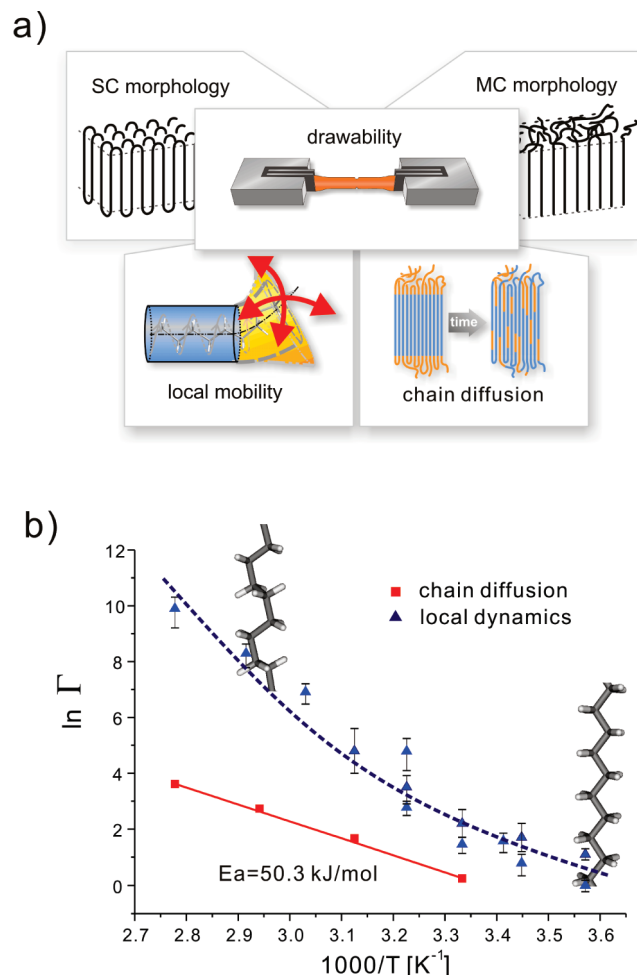 a)
SC morphology
MC morphology
drawability
local mobility
time
chain diffusion
b)
12
10
8
6
4
2
0
ln Γ
chain diffusion
local dynamics
Ea=50.3 kJ/mol
2.7 2.8 2.9 3.0 3.1 3.2 3.3 3.4 3.5 3.6
1000/T [K⁻¹]